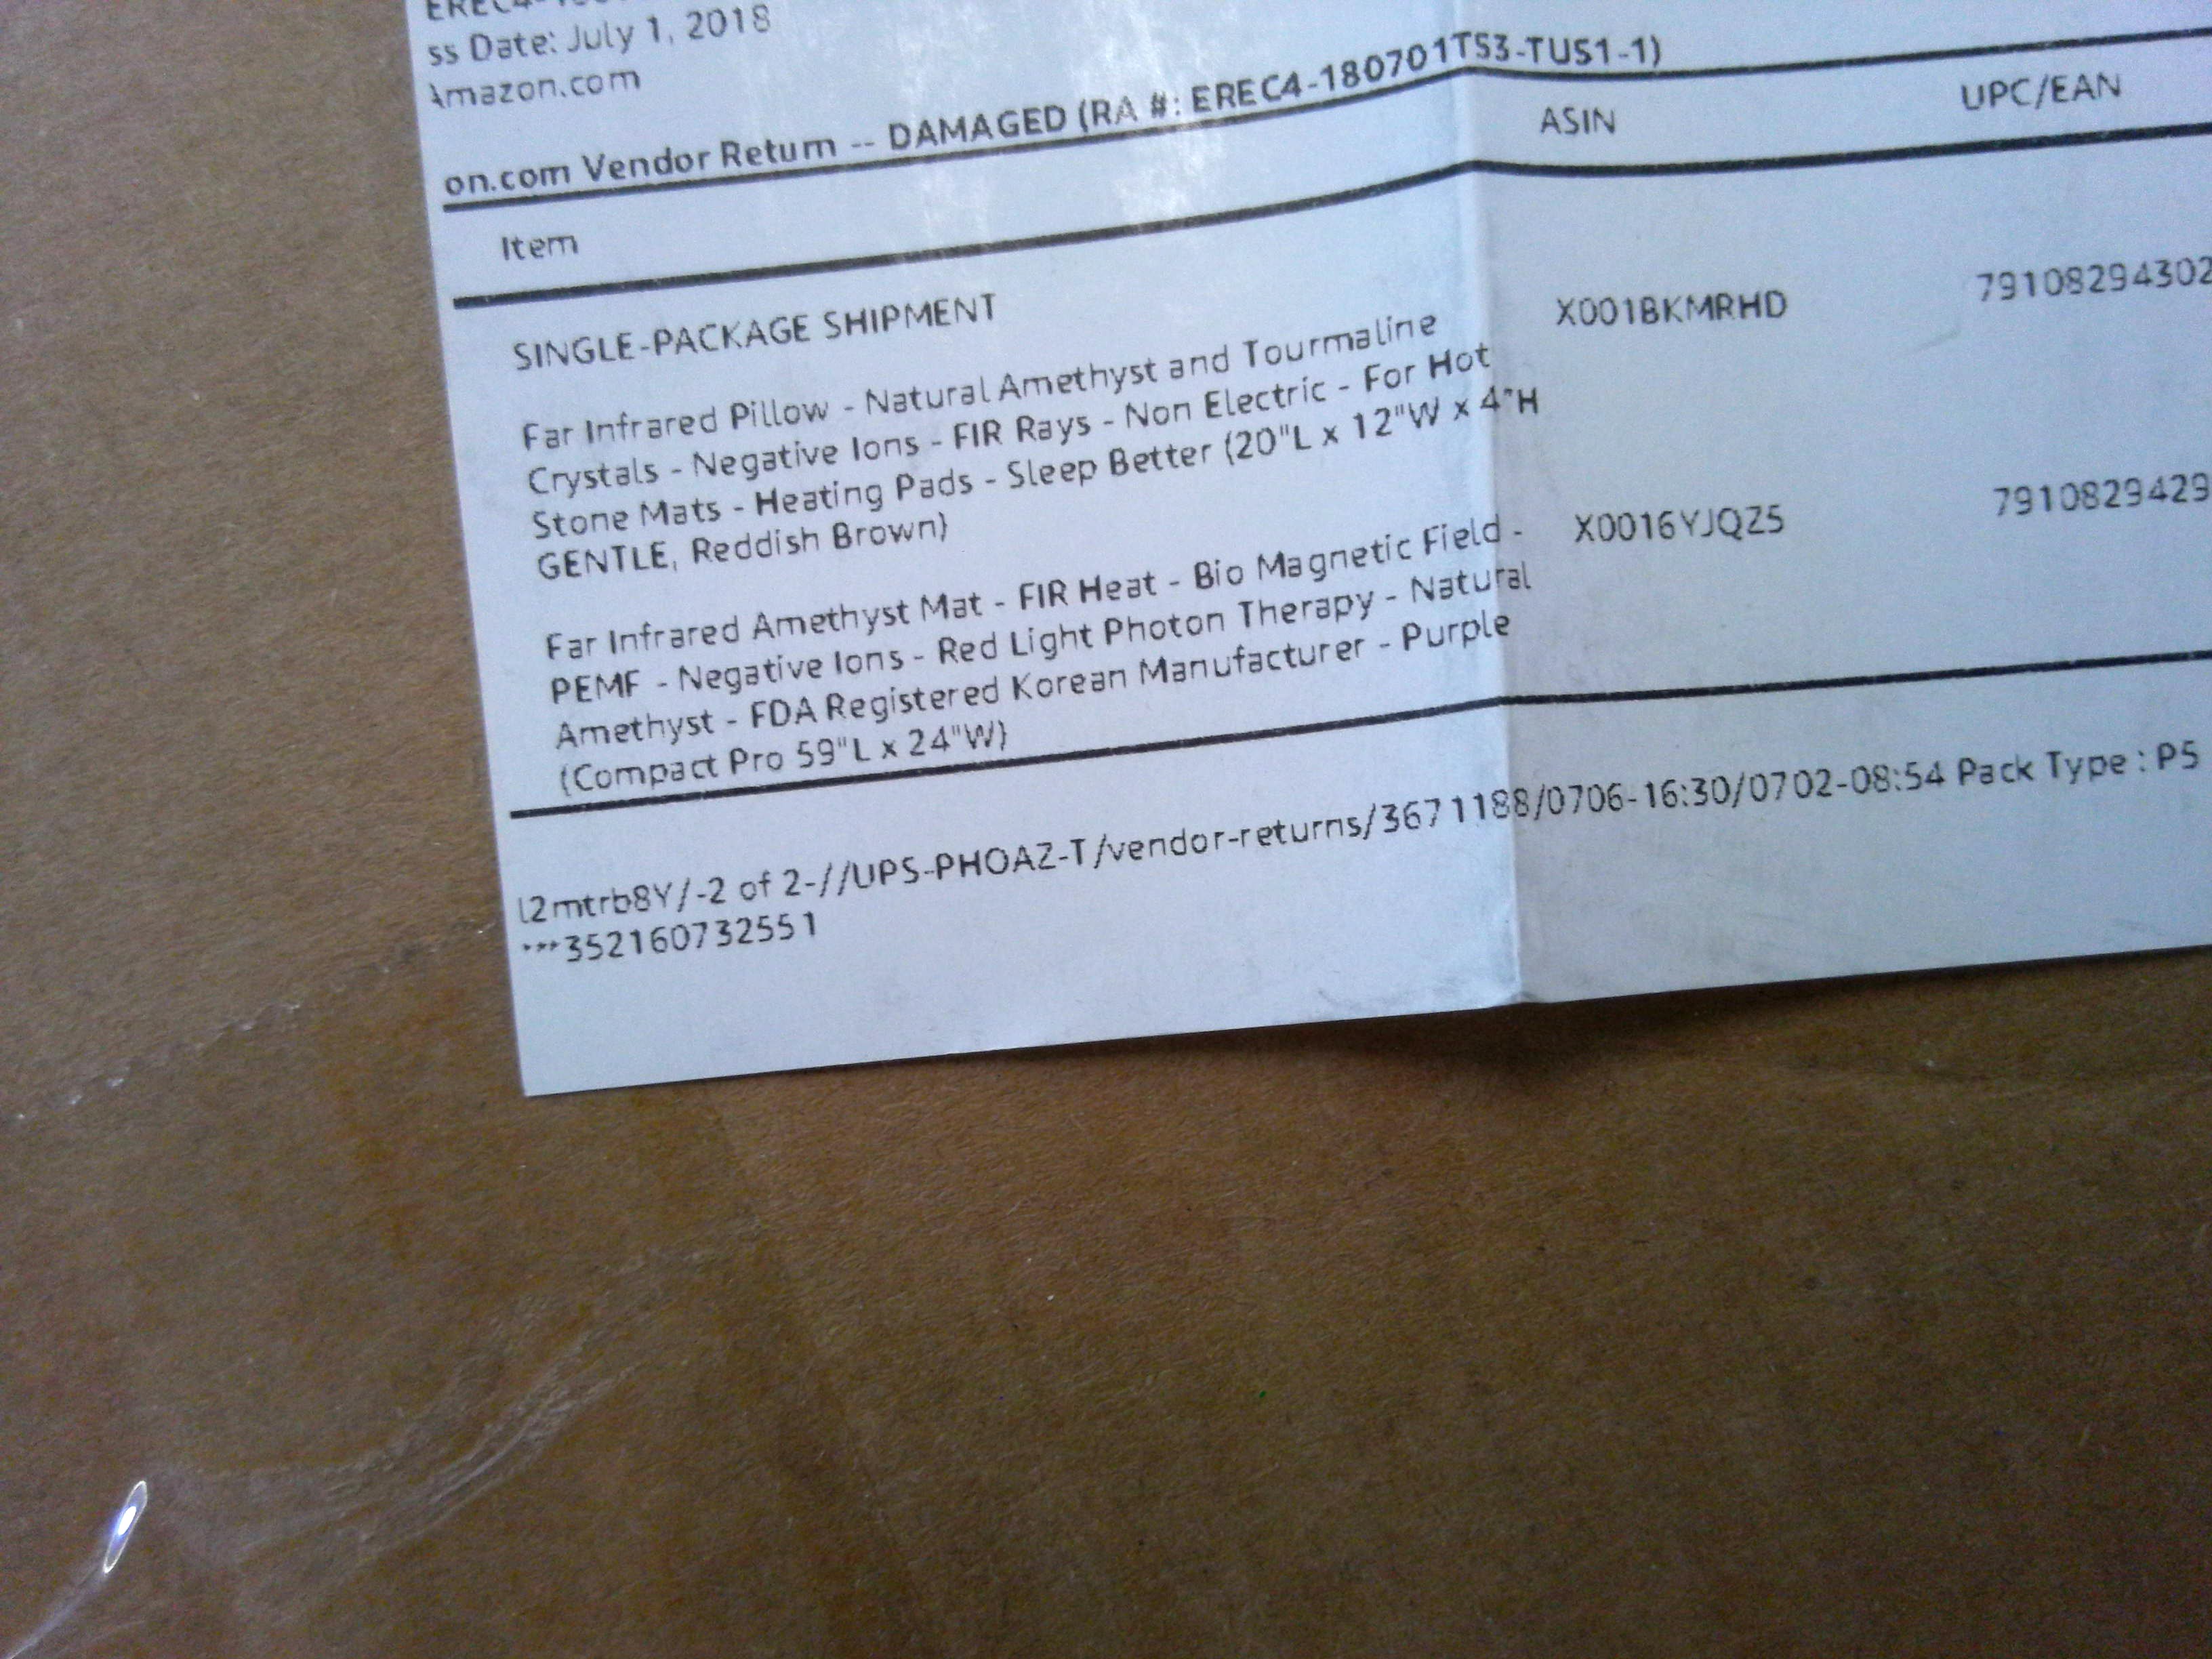 ss Date: July 1, 2018
Amazon.com
on.com Vendor Return -- DAMAGED (RA #: EREC4-180701TS3-TUS1-1)
Item ASIN UPC/EAN
SINGLE-PACKAGE SHIPMENT
Far Infrared Pillow - Natural Amethyst and Tourmaline X001BKMRHD 79108294302
Crystals - Negative Ions - FIR Rays - Non Electric - For Hot
Stone Mats - Heating Pads - Sleep Better (20"L x 12"W x 4"H
GENTLE, Reddish Brown)
Far Infrared Amethyst Mat - FIR Heat - Bio Magnetic Field - X0016YJQZ5 7910829429
PEMF - Negative Ions - Red Light Photon Therapy - Natural
Amethyst - FDA Registered Korean Manufacturer - Purple
(Compact Pro 59"L x 24"W)
l2mtrb8Y/-2 of 2-//UPS-PHOAZ-T/vendor-returns/3671188/0706-16:30/0702-08:54 Pack Type : P5
***352160732551